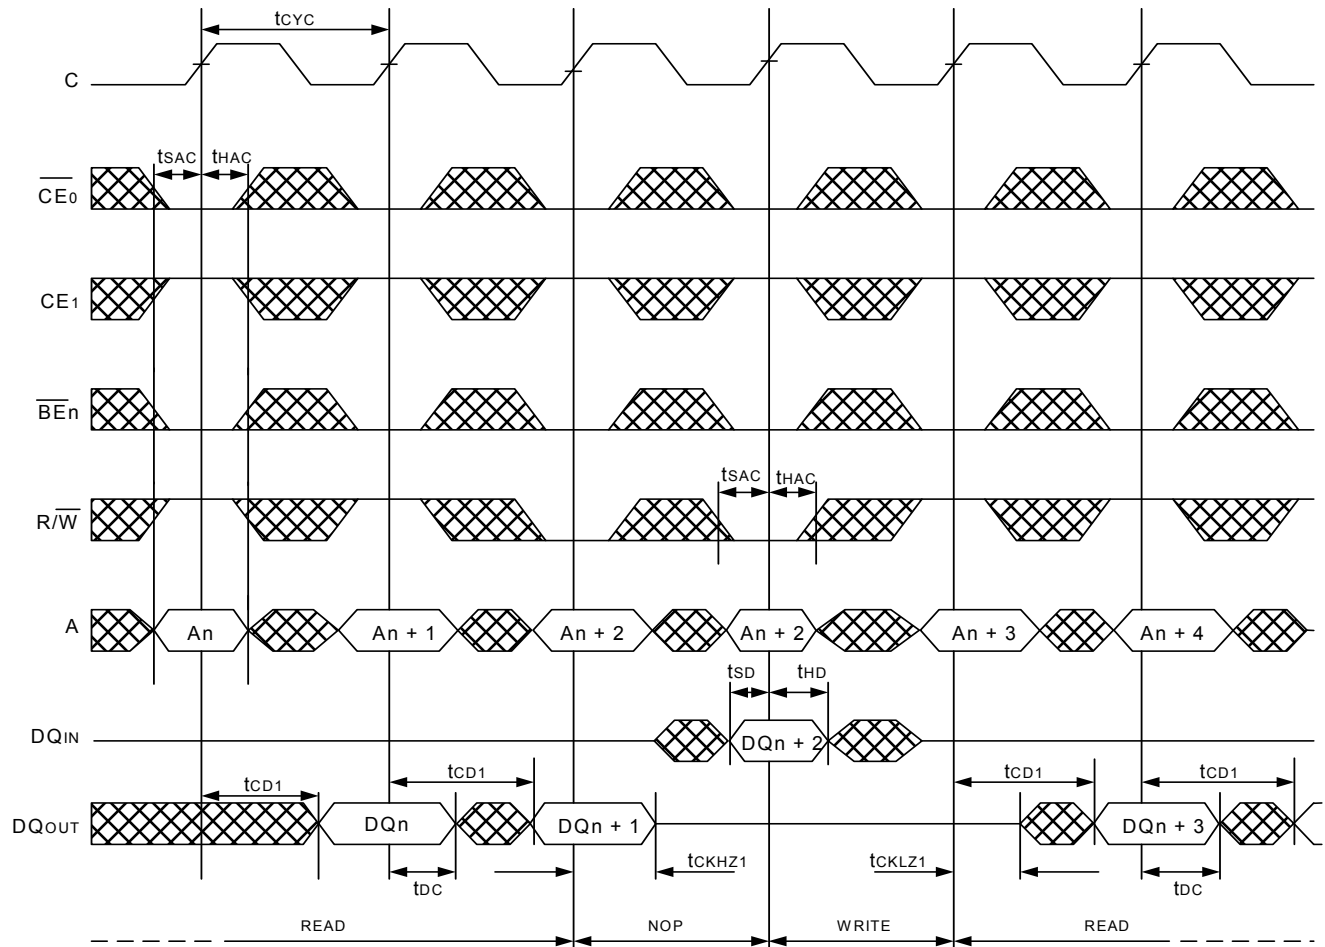 tCYC
C
tSAC tHAC
CE0
CE1
BEn
tSAC tHAC
R/W
A An An + 1 An + 2 An + 2 An + 3 An + 4
tSD tHD
DQIN DQn + 2
tCD1 tCD1 tCD1 tCD1
DQOUT DQn DQn + 1 DQn + 3
tDC tCKHZ1 tCKLZ1 tDC
READ NOP WRITE READ